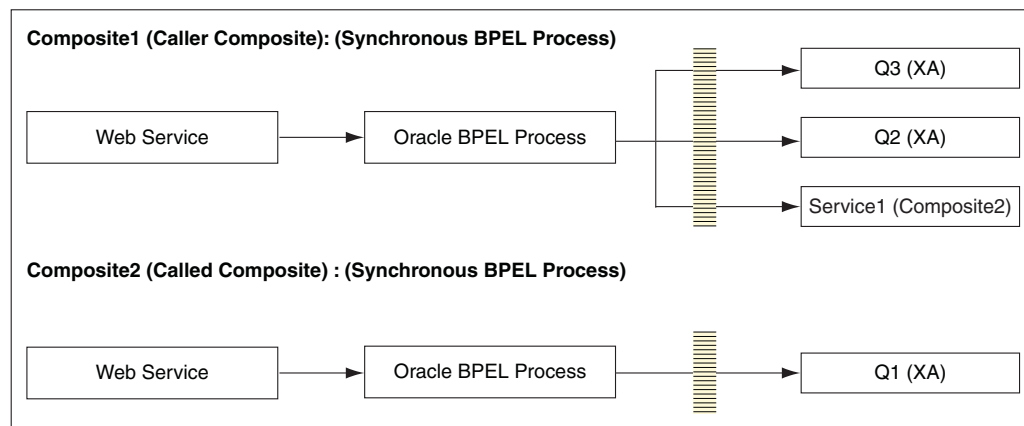 Composite1 (Caller Composite): (Synchronous BPEL Process)
Q3 (XA)
Web Service
Oracle BPEL Process
Q2 (XA)
Service1 (Composite2)
Composite2 (Called Composite) : (Synchronous BPEL Process)
Web Service
Oracle BPEL Process
Q1 (XA)